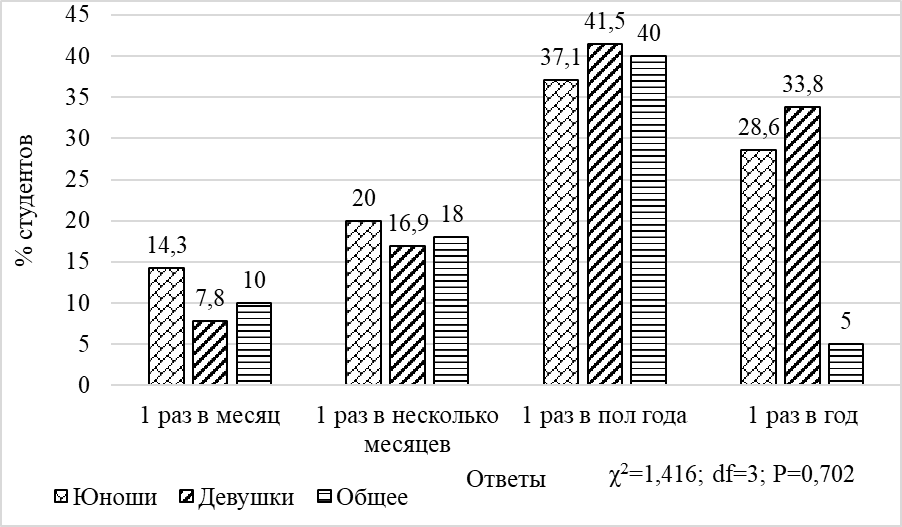 % студентов
45
40
35
30
25
20
15
10
5
0
14,3
7,8
10
20
16,9
18
37,1
41,5
40
28,6
33,8
5
1 раз в месяц
1 раз в несколько
месяцев
1 раз в пол года
1 раз в год
Ответы
χ²=1,416; df=3; P=0,702
Юноши
Девушки
Общее